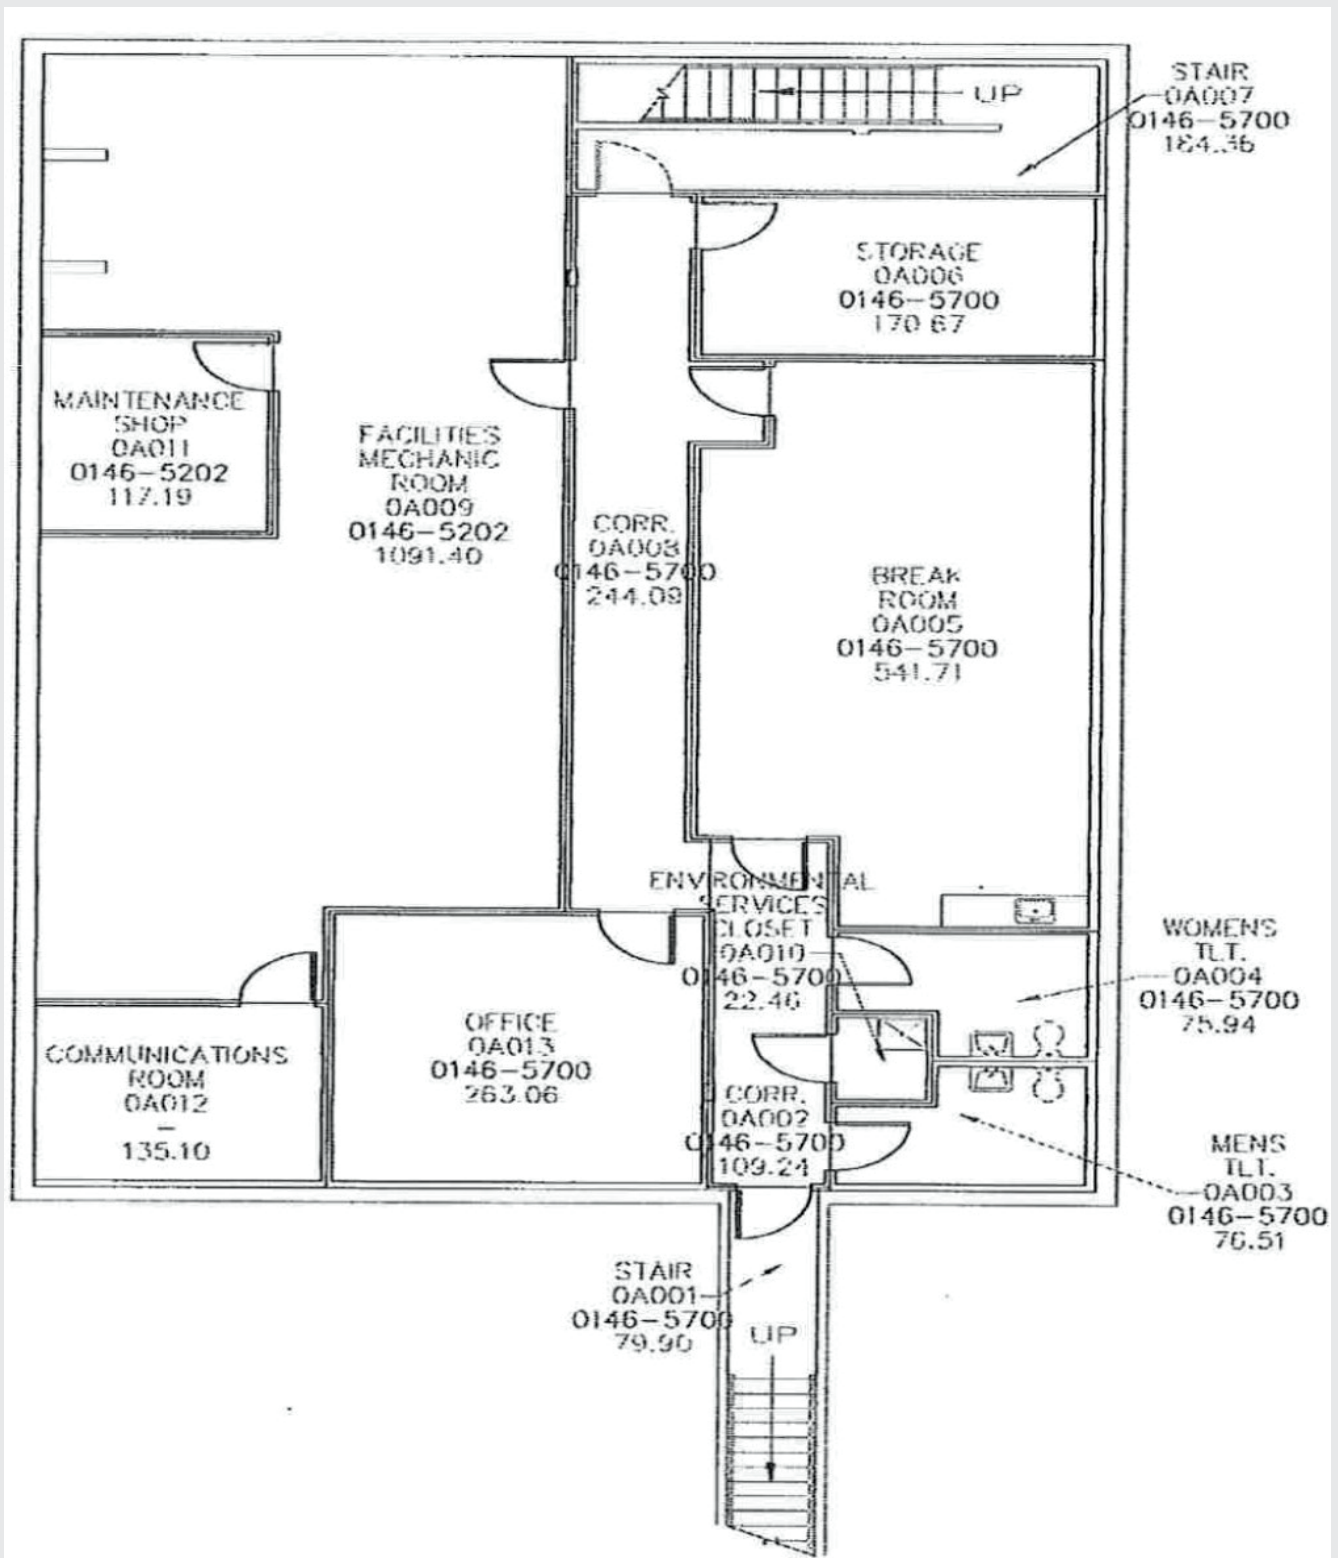 UP
STAIR
0A007
0146-5700
184.36
STORAGE
0A006
0146-5700
170.67
MAINTENANCE
SHOP
0A011
0146-5202
117.19
FACILITIES
MECHANIC
ROOM
0A009
0146-5202
1091.40
CORR.
0A008
0146-5700
244.09
BREAK
ROOM
0A005
0146-5700
541.71
ENVIRONMENTAL
SERVICES
CLOSET
0A010
0146-5700
22.46
WOMENS
TLT.
0A004
0146-5700
75.94
COMMUNICATIONS
ROOM
0A012
-
135.10
OFFICE
0A013
0146-5700
263.06
CORR.
0A002
0146-5700
109.24
MENS
TLT.
0A003
0146-5700
76.51
STAIR
0A001
0146-5700
79.90
UP